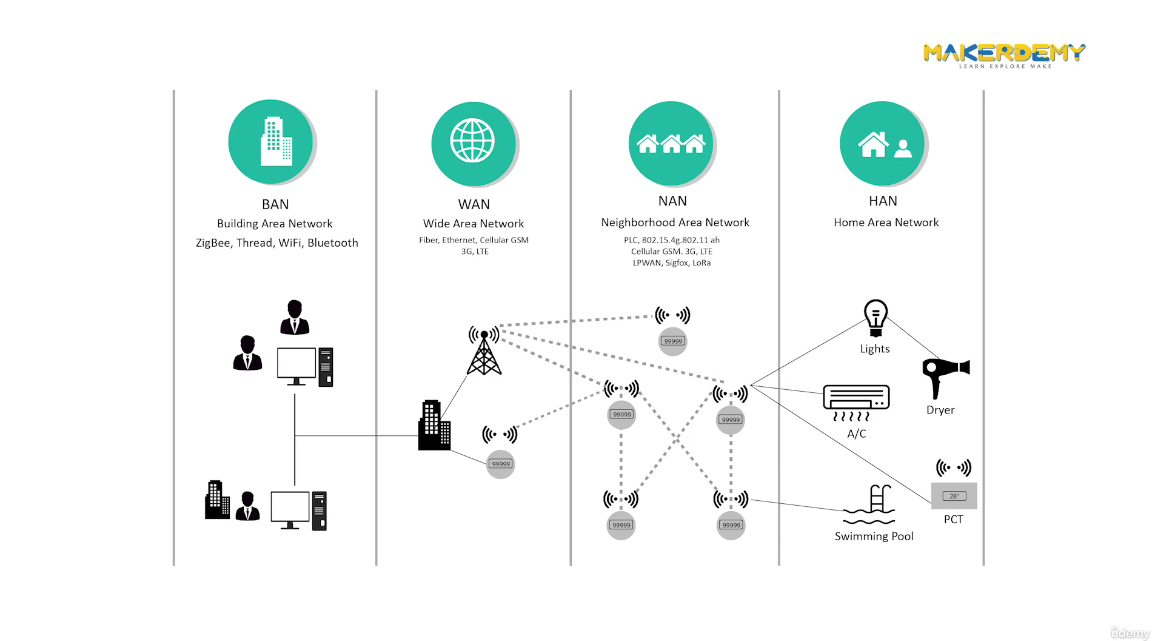 MAKERDEMY
LEARN EXPLORE MAKE
BAN
Building Area Network
ZigBee, Thread, WiFi, Bluetooth
WAN
Wide Area Network
Fiber, Ethernet, Cellular GSM
3G, LTE
NAN
Neighborhood Area Network
PLC, 802.15.4g.802.11 ah
Cellular GSM. 3G, LTE
LPWAN, Sigfox, LoRa
HAN
Home Area Network
99999
99999
99999
99999
99999
99999
Lights
Dryer
A/C
28°
PCT
Swimming Pool
ûdemy